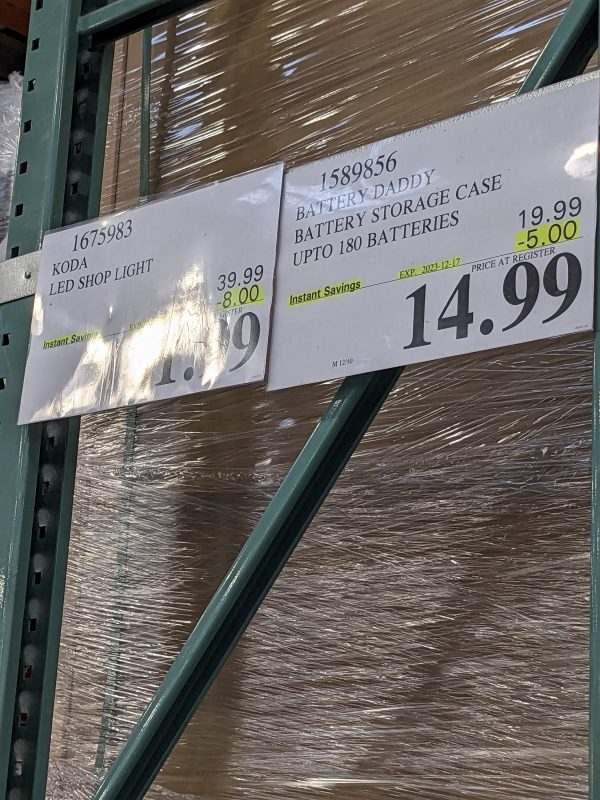 1675983
KODA
LED SHOP LIGHT
39.99
-8.00
Instant Savings
1589856
BATTERY DADDY
BATTERY STORAGE CASE
UPTO 180 BATTERIES
19.99
-5.00
Instant Savings EXP. 2023-12-17 PRICE AT REGISTER
14.99
M 12/10